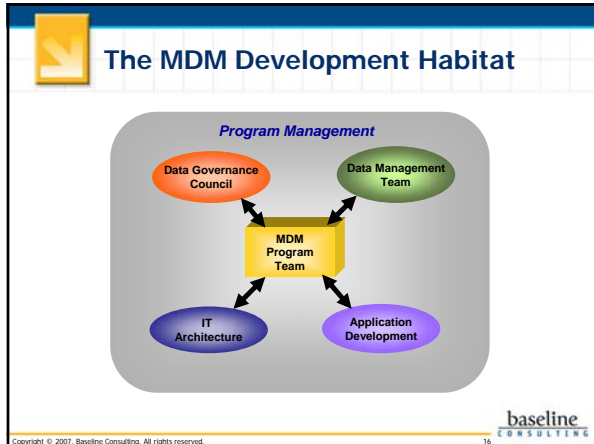 The MDM Development Habitat
Program Management
Data Governance
Council
Data Management
Team
MDM
Program
Team
IT
Architecture
Application
Development
baseline
CONSULTING
Copyright © 2007, Baseline Consulting. All rights reserved.
16